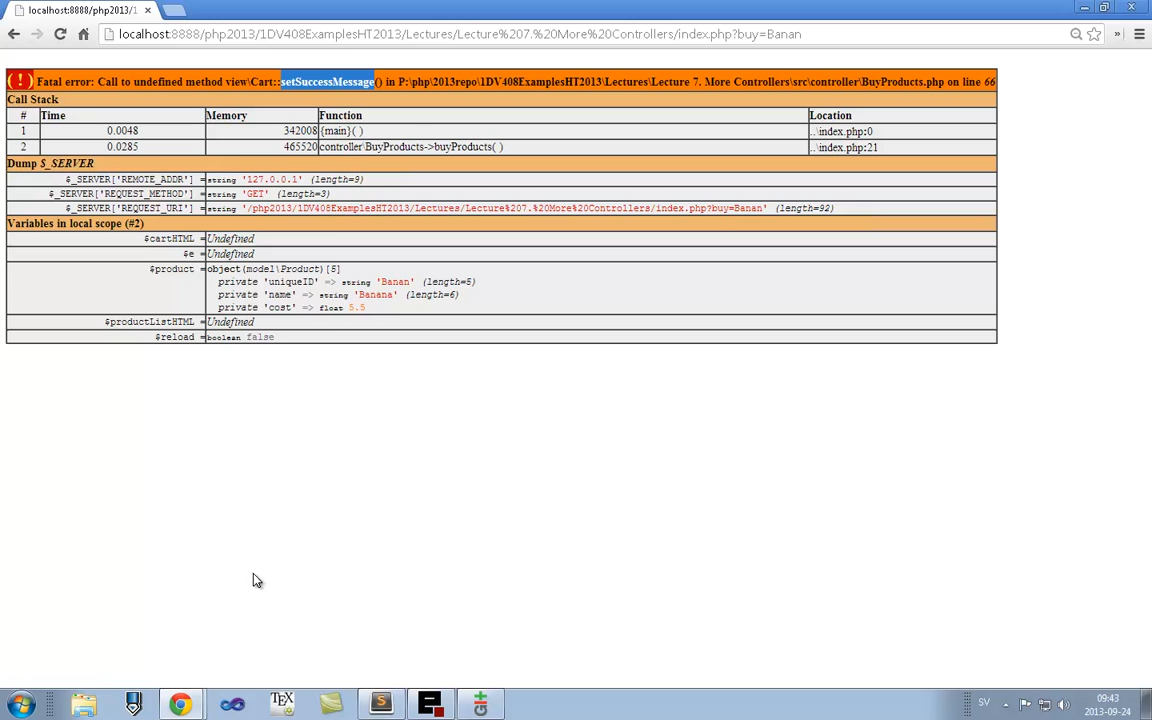 localhost:8888/php2013/1
localhost:8888/php2013/1DV408ExamplesHT2013/Lectures/Lecture%207.%20More%20Controllers/index.php?buy=Banan
( ! ) Fatal error: Call to undefined method view\Cart::setSuccessMessage() in P:\php\2013repo\1DV408ExamplesHT2013\Lectures\Lecture 7. More Controllers\src\controller\BuyProducts.php on line 66
Call Stack
# Time Memory Function Location
1 0.0048 342008 {main}( ) ..\index.php:0
2 0.0285 465520 controller\BuyProducts->buyProducts( ) ..\index.php:21
Dump $_SERVER
$_SERVER['REMOTE_ADDR'] = string '127.0.0.1' (length=9)
$_SERVER['REQUEST_METHOD'] = string 'GET' (length=3)
$_SERVER['REQUEST_URI'] = string '/php2013/1DV408ExamplesHT2013/Lectures/Lecture%207.%20More%20Controllers/index.php?buy=Banan' (length=92)
Variables in local scope (#2)
$cartHTML = Undefined
$e = Undefined
$product = object(model\Product)[5]
private 'uniqueID' => string 'Banan' (length=5)
private 'name' => string 'Banana' (length=6)
private 'cost' => float 5.5
$productListHTML = Undefined
$reload = boolean false
TEX
S
SV
09:43
2013-09-24